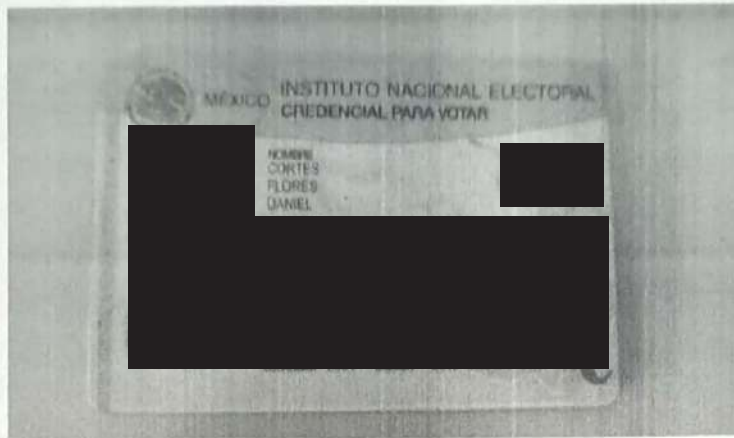 MÉXICO INSTITUTO NACIONAL ELECTORAL
CREDENCIAL PARA VOTAR
NOMBRE
CORTES
FLORES
DANIEL